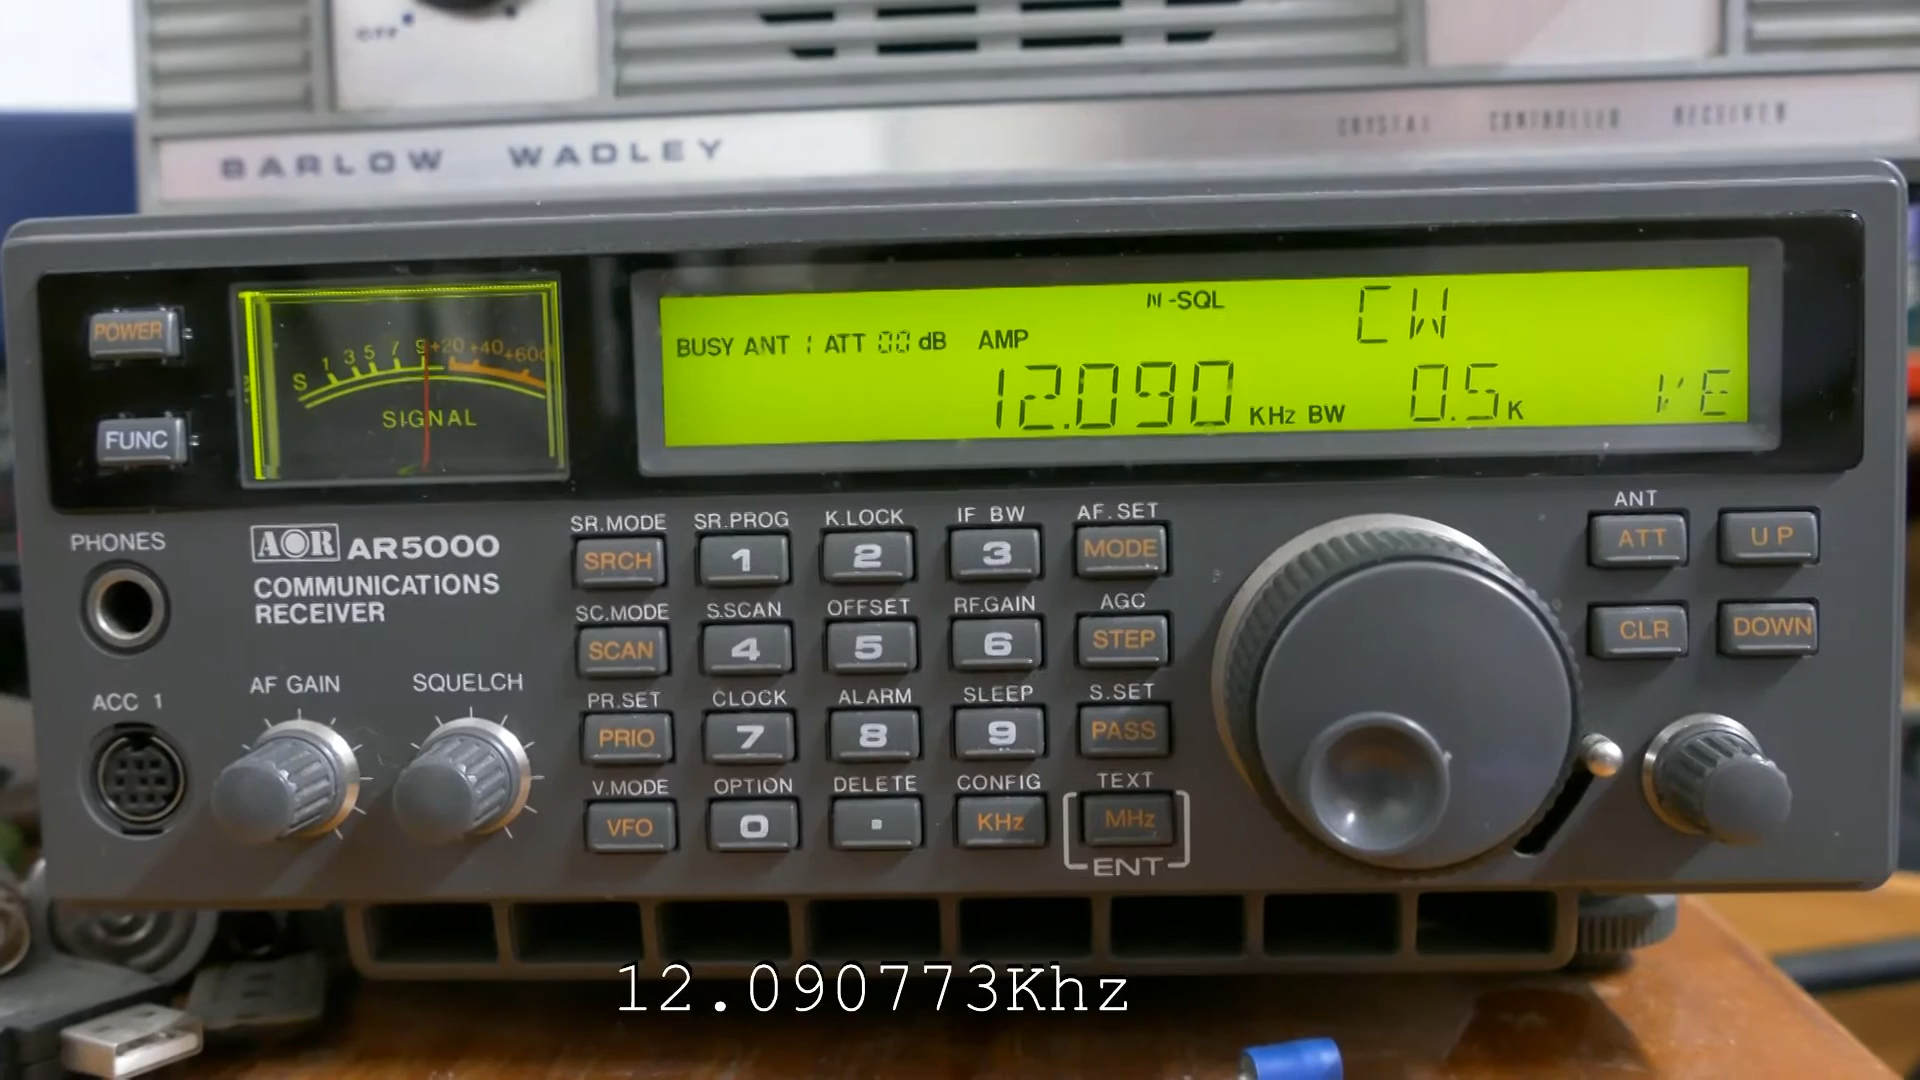 OFF
BARLOW WADLEY
CRYSTAL CONTROLLED RECEIVER
POWER
FUNC
S 1 3 5 7 9 +20 +40 +60
SIGNAL
N-SQL CW
BUSY ANT 1 ATT 00 dB AMP
12.090 KHz BW 0.5 K VE
PHONES
ACC 1
AOR AR5000
COMMUNICATIONS
RECEIVER
AF GAIN SQUELCH
SR.MODE SR.PROG K.LOCK IF BW AF.SET
SRCH 1 2 3 MODE
SC.MODE S.SCAN OFFSET RF.GAIN AGC
SCAN 4 5 6 STEP
PR.SET CLOCK ALARM SLEEP S.SET
PRIO 7 8 9 PASS
V.MODE OPTION DELETE CONFIG TEXT
VFO 0 . KHz MHz
ENT
ANT
ATT UP
CLR DOWN
12.090773Khz